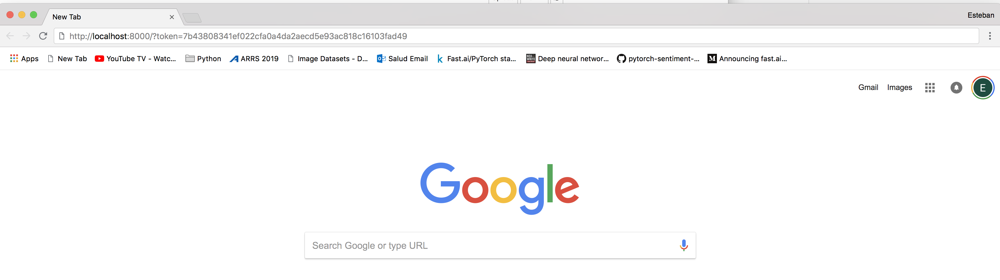 New Tab
Esteban
http://localhost:8000/?token=7b43808341ef022cfa0a4da2aecd5e93ac818c16103fad49
Apps New Tab YouTube TV - Watc... Python ARRS 2019 Image Datasets - D... Salud Email Fast.ai/PyTorch sta... Deep neural networ... pytorch-sentiment-... Announcing fast.ai...
Gmail Images E
Google
Search Google or type URL